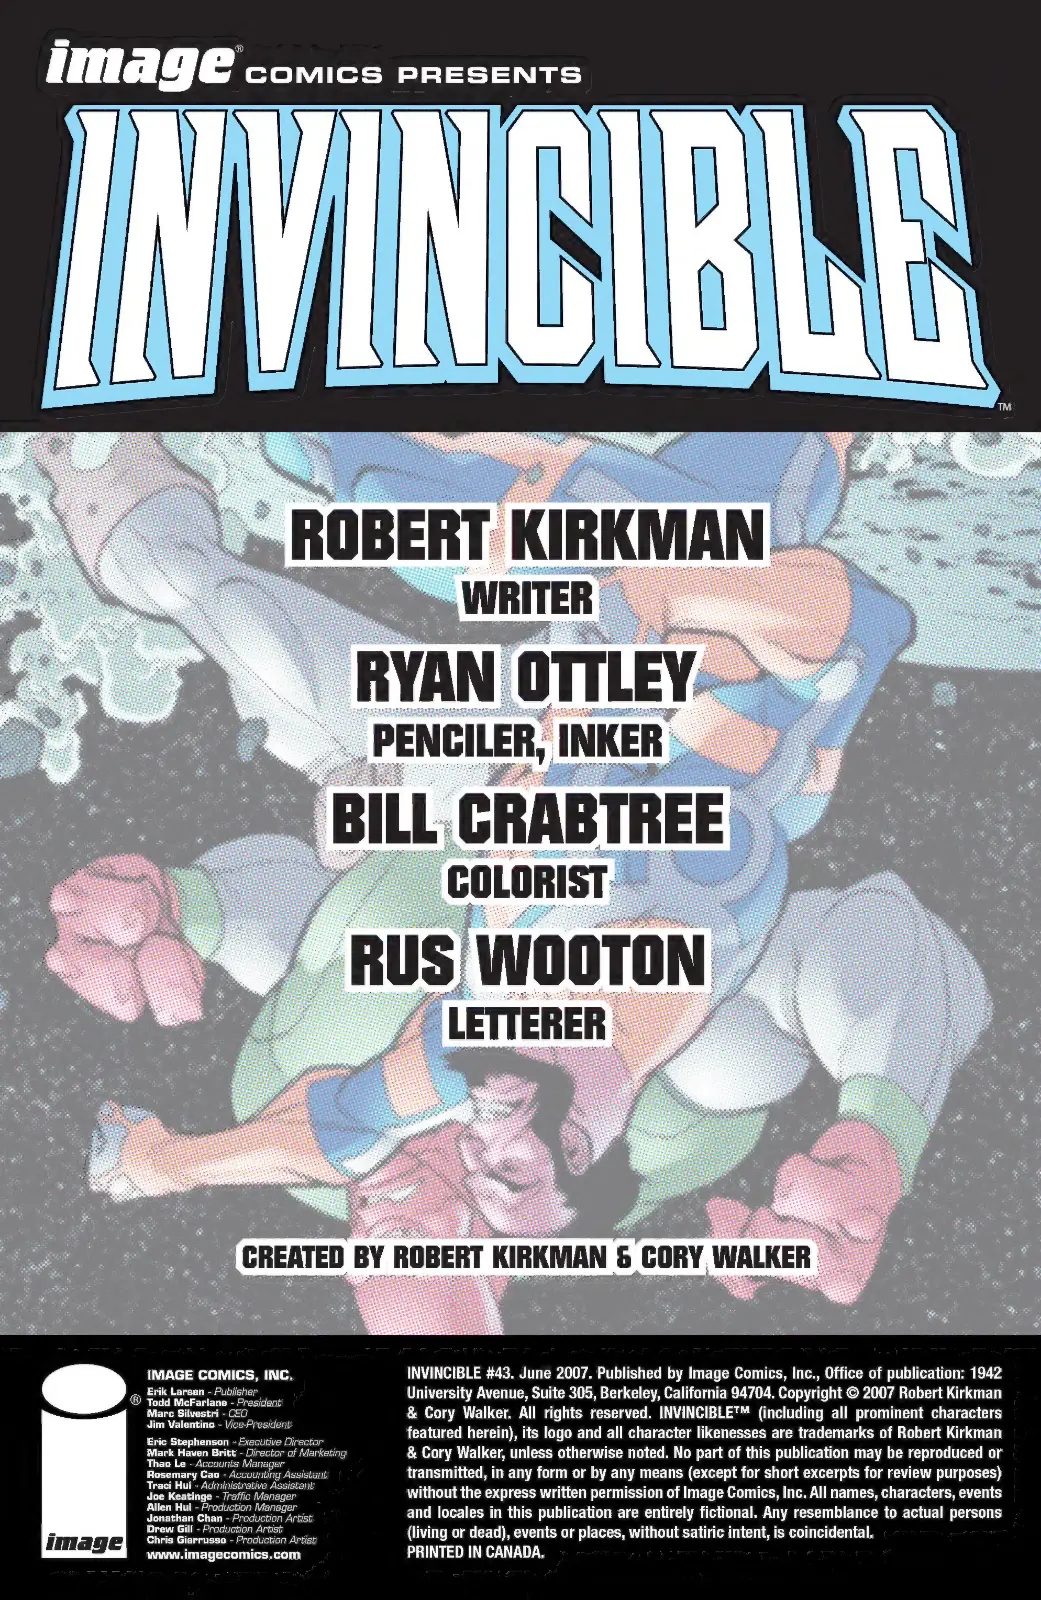 image® COMICS PRESENTS
INVINCIBLE™
ROBERT KIRKMAN
WRITER
RYAN OTTLEY
PENCILER, INKER
BILL CRABTREE
COLORIST
RUS WOOTON
LETTERER
CREATED BY ROBERT KIRKMAN & CORY WALKER
®
image
IMAGE COMICS, INC.
Erik Larsen - Publisher
Todd McFarlane - President
Marc Silvestri - CEO
Jim Valentino - Vice-President
Eric Stephenson - Executive Director
Mark Haven Britt - Director of Marketing
Thao Le - Accounts Manager
Rosemary Cao - Accounting Assistant
Traci Hui - Administrative Assistant
Joe Keatinge - Traffic Manager
Allen Hui - Production Manager
Jonathan Chan - Production Artist
Drew Gill - Production Artist
Chris Giarrusso - Production Artist
www.imagecomics.com
INVINCIBLE #43. June 2007. Published by Image Comics, Inc., Office of publication: 1942
University Avenue, Suite 305, Berkeley, California 94704. Copyright © 2007 Robert Kirkman
& Cory Walker. All rights reserved. INVINCIBLE™ (including all prominent characters
featured herein), its logo and all character likenesses are trademarks of Robert Kirkman
& Cory Walker, unless otherwise noted. No part of this publication may be reproduced or
transmitted, in any form or by any means (except for short excerpts for review purposes)
without the express written permission of Image Comics, Inc. All names, characters, events
and locales in this publication are entirely fictional. Any resemblance to actual persons
(living or dead), events or places, without satiric intent, is coincidental.
PRINTED IN CANADA.